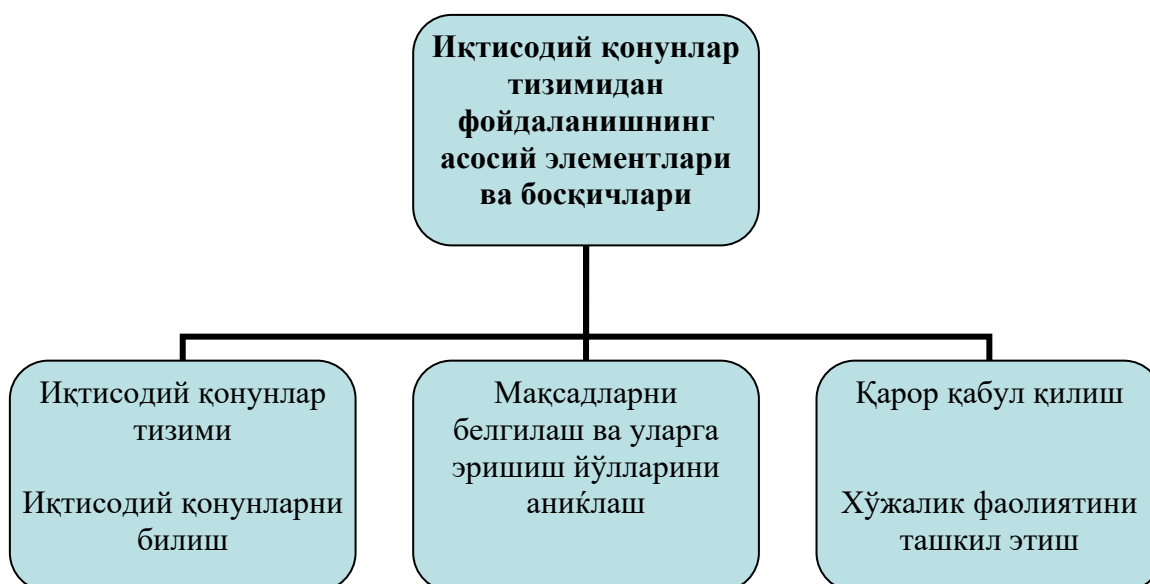 Иқтисодий қонунлар
тизимидан
фойдаланишнинг
асосий элементлари
ва босқичлари
Иқтисодий қонунлар
тизими
Иқтисодий қонунларни
билиш
Мақсадларни
белгилаш ва уларга
эришиш йўлларини
аниќлаш
Қарор қабул қилиш
Хўжалик фаолиятини
ташкил этиш